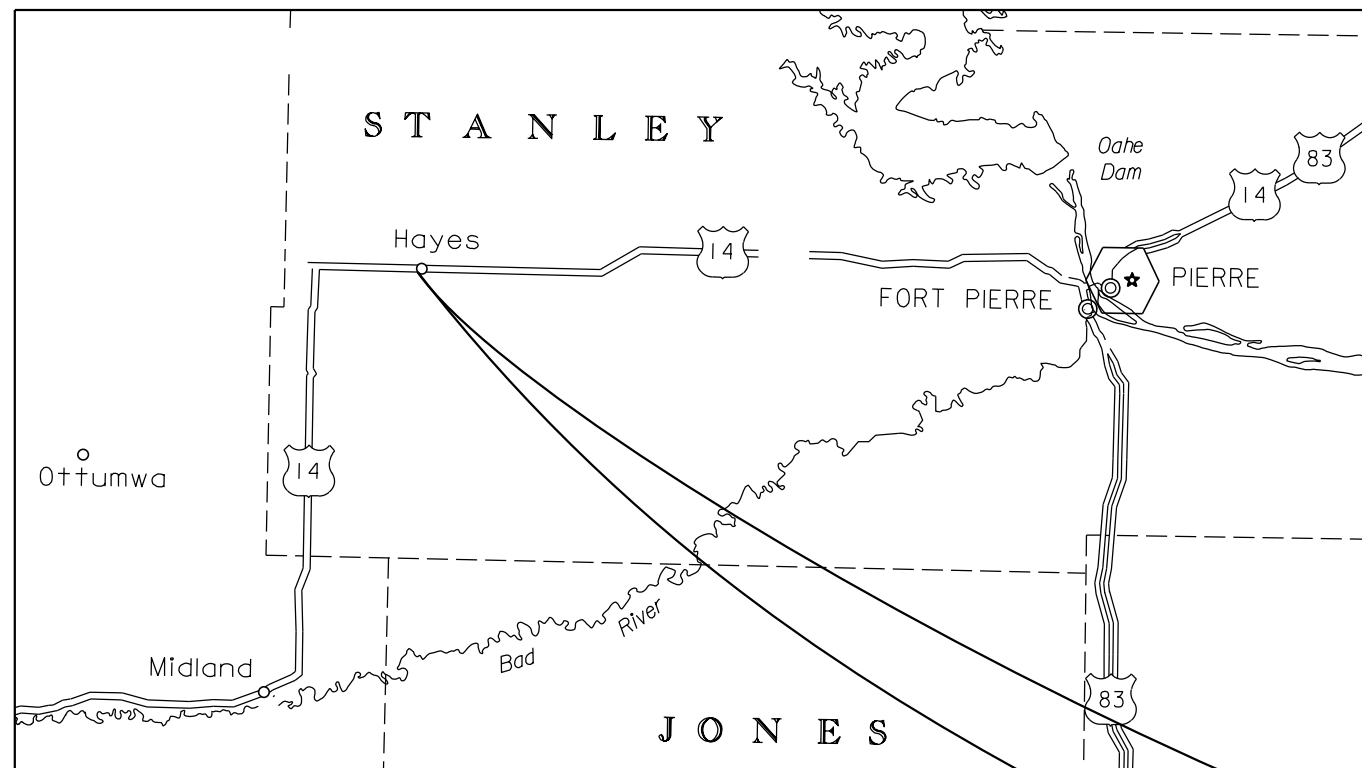 STANLEY
Oahe
Dam
83
14
Hayes
14
PIERRE
FORT PIERRE
14
Ottumwa
River
Bad
Midland
83
JONES